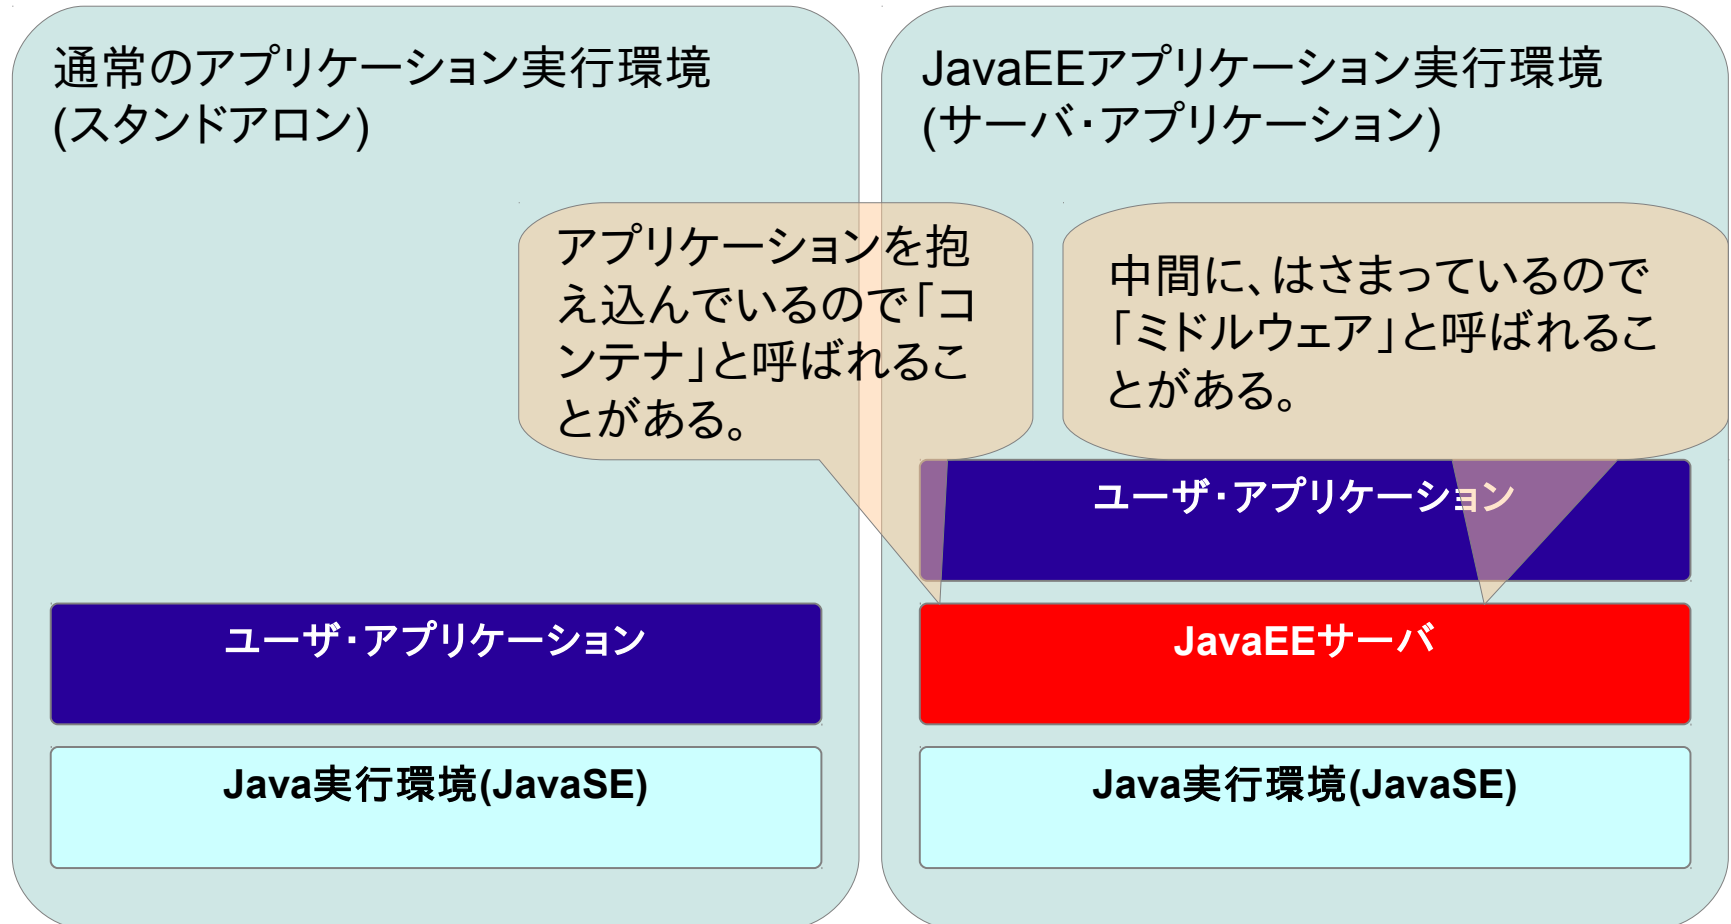 通常のアプリケーション実行環境
(スタンドアロン)
JavaEEアプリケーション実行環境
(サーバ・アプリケーション)
アプリケーションを抱
え込んでいるので「コ
ンテナ」と呼ばれるこ
とがある。
中間に、はさまっているので
「ミドルウェア」と呼ばれるこ
とがある。
ユーザ・アプリケーション
Java実行環境(JavaSE)
ユーザ・アプリケーション
JavaEEサーバ
Java実行環境(JavaSE)